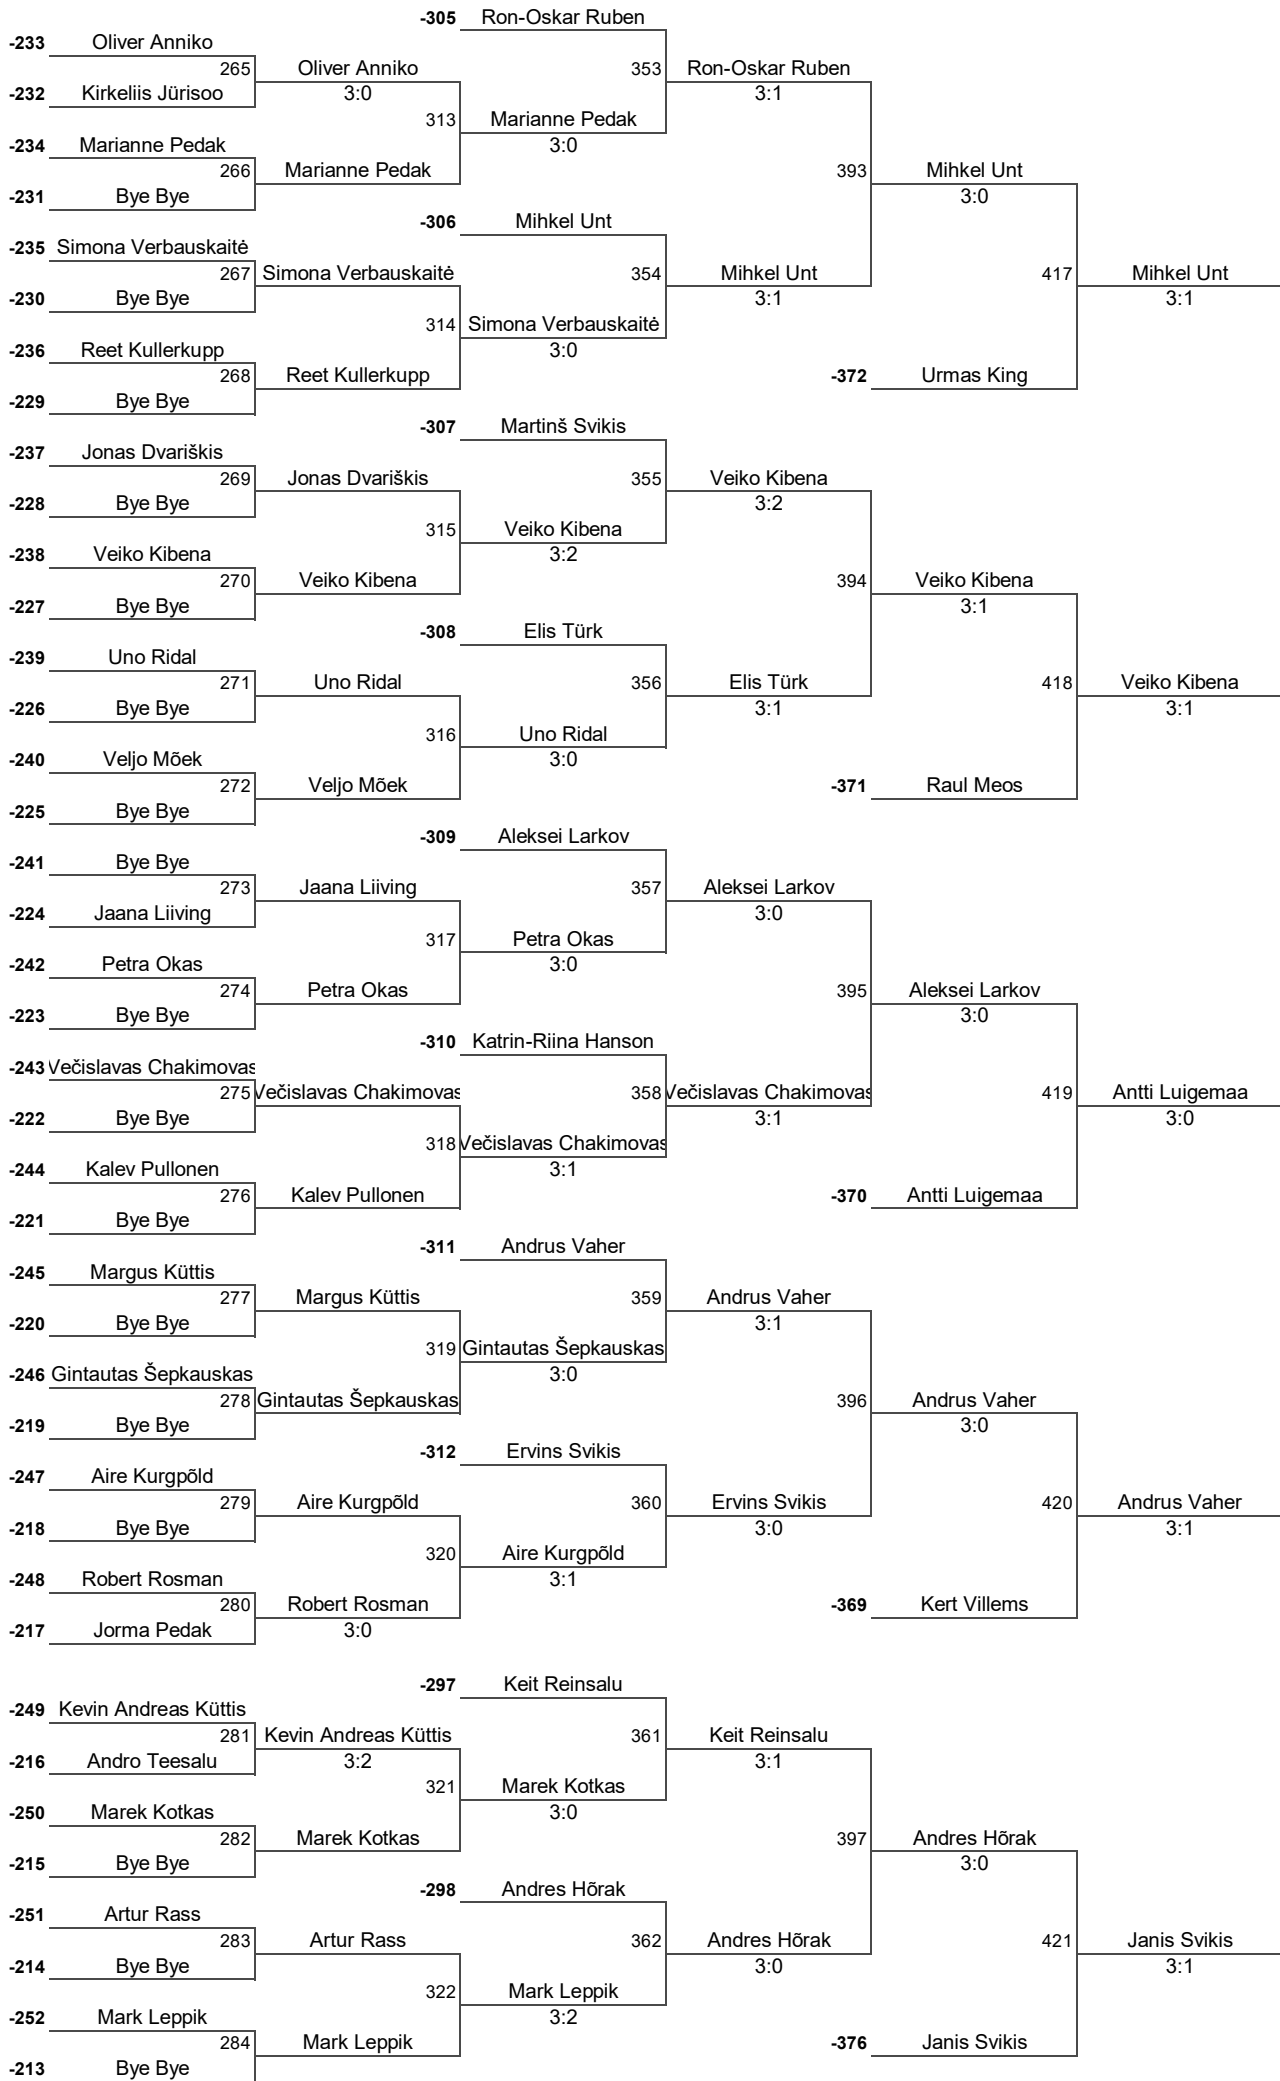 -305 Ron-Oskar Ruben
-233 Oliver Anniko
265 Oliver Anniko 353 Ron-Oskar Ruben
-232 Kirkeliis Jürisoo 3:0 3:1
313 Marianne Pedak
-234 Marianne Pedak 3:0
266 Marianne Pedak 393 Mihkel Unt
-231 Bye Bye 3:0
-306 Mihkel Unt
-235 Simona Verbauskaitė
267 Simona Verbauskaitė 354 Mihkel Unt 417 Mihkel Unt
-230 Bye Bye 3:1 3:1
314 Simona Verbauskaitė
-236 Reet Kullerkupp 3:0
268 Reet Kullerkupp -372 Urmas King
-229 Bye Bye
-307 Martinš Svikis
-237 Jonas Dvariškis
269 Jonas Dvariškis 355 Veiko Kibena
-228 Bye Bye 3:2
315 Veiko Kibena
-238 Veiko Kibena 3:2
270 Veiko Kibena 394 Veiko Kibena
-227 Bye Bye 3:1
-308 Elis Türk
-239 Uno Ridal
271 Uno Ridal 356 Elis Türk 418 Veiko Kibena
-226 Bye Bye 3:1 3:1
316 Uno Ridal
-240 Veljo Mõek 3:0
272 Veljo Mõek -371 Raul Meos
-225 Bye Bye
-309 Aleksei Larkov
-241 Bye Bye
273 Jaana Liiving 357 Aleksei Larkov
-224 Jaana Liiving 3:0
317 Petra Okas
-242 Petra Okas 3:0
274 Petra Okas 395 Aleksei Larkov
-223 Bye Bye 3:0
-310 Katrin-Riina Hanson
-243 Večislavas Chakimovas
275 Večislavas Chakimovas 358 Večislavas Chakimovas 419 Antti Luigemaa
-222 Bye Bye 3:1 3:0
318 Večislavas Chakimovas
-244 Kalev Pullonen 3:1
276 Kalev Pullonen -370 Antti Luigemaa
-221 Bye Bye
-311 Andrus Vaher
-245 Margus Küttis
277 Margus Küttis 359 Andrus Vaher
-220 Bye Bye 3:1
319 Gintautas Šepkauskas
-246 Gintautas Šepkauskas 3:0
278 Gintautas Šepkauskas 396 Andrus Vaher
-219 Bye Bye 3:0
-312 Ervins Svikis
-247 Aire Kurgpõld
279 Aire Kurgpõld 360 Ervins Svikis 420 Andrus Vaher
-218 Bye Bye 3:0 3:1
320 Aire Kurgpõld
-248 Robert Rosman 3:1
280 Robert Rosman -369 Kert Villems
-217 Jorma Pedak 3:0
-297 Keit Reinsalu
-249 Kevin Andreas Küttis
281 Kevin Andreas Küttis 361 Keit Reinsalu
-216 Andro Teesalu 3:2 3:1
321 Marek Kotkas
-250 Marek Kotkas 3:0
282 Marek Kotkas 397 Andres Hõrak
-215 Bye Bye 3:0
-298 Andres Hõrak
-251 Artur Rass
283 Artur Rass 362 Andres Hõrak 421 Janis Svikis
-214 Bye Bye 3:0 3:1
322 Mark Leppik
-252 Mark Leppik 3:2
284 Mark Leppik -376 Janis Svikis
-213 Bye Bye